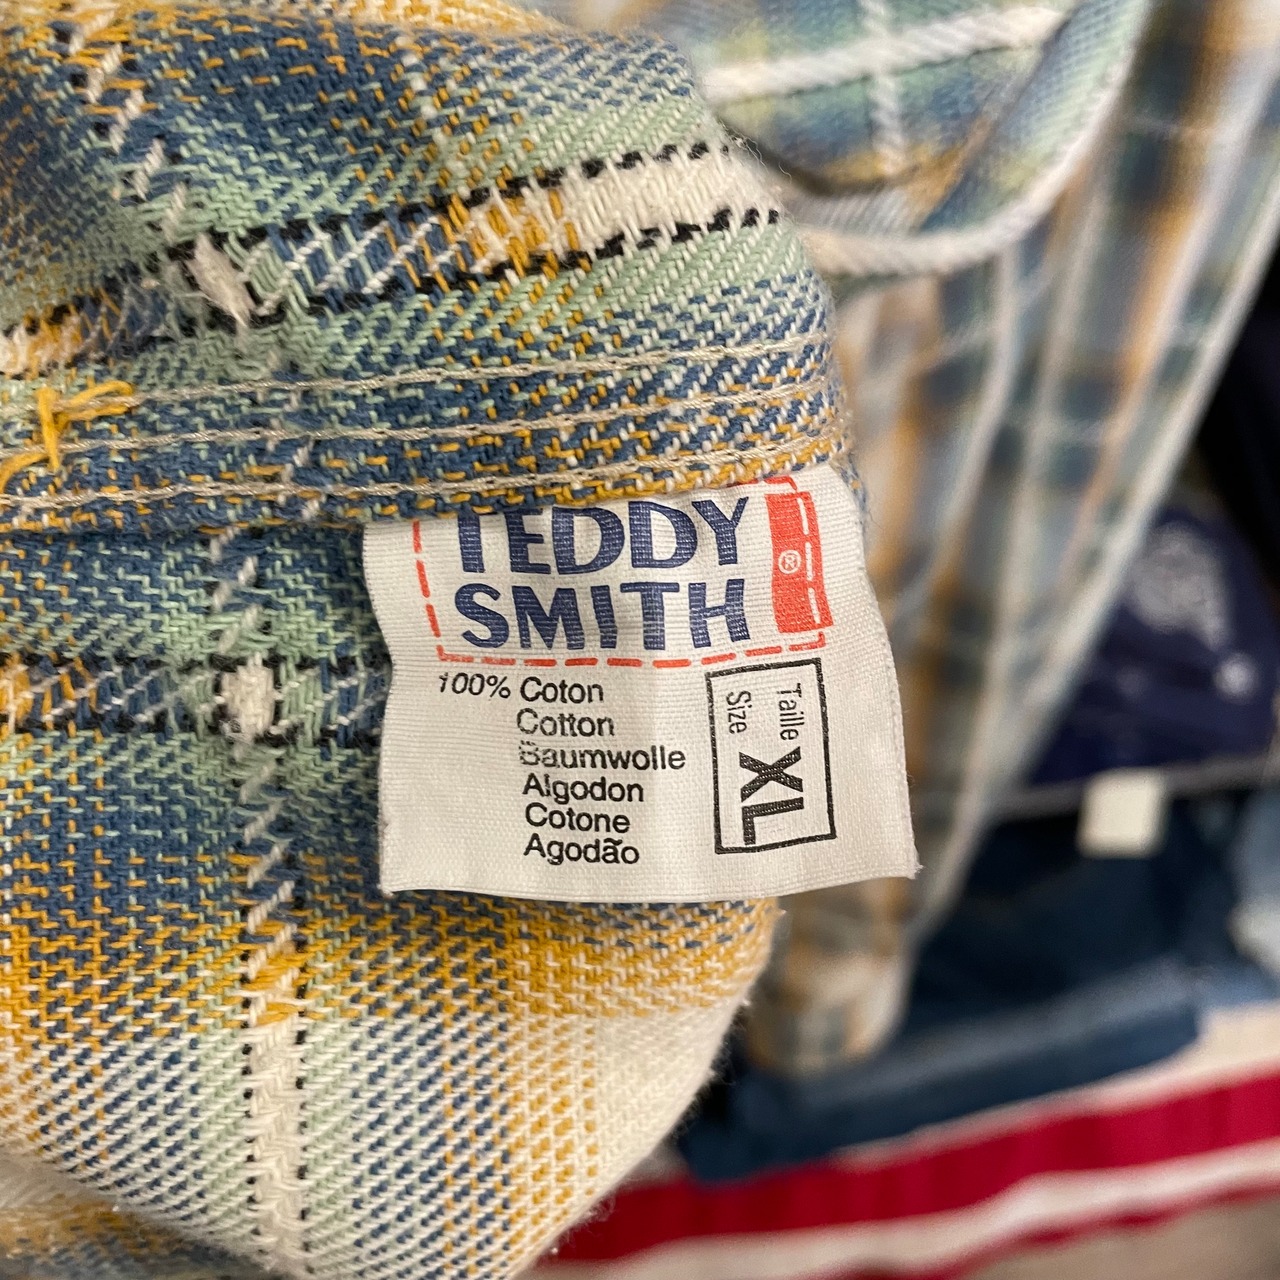 TEDDY
SMITH
®
100% Coton
Cotton
Baumwolle
Algodon
Cotone
Agodão
Taille
Size
XL